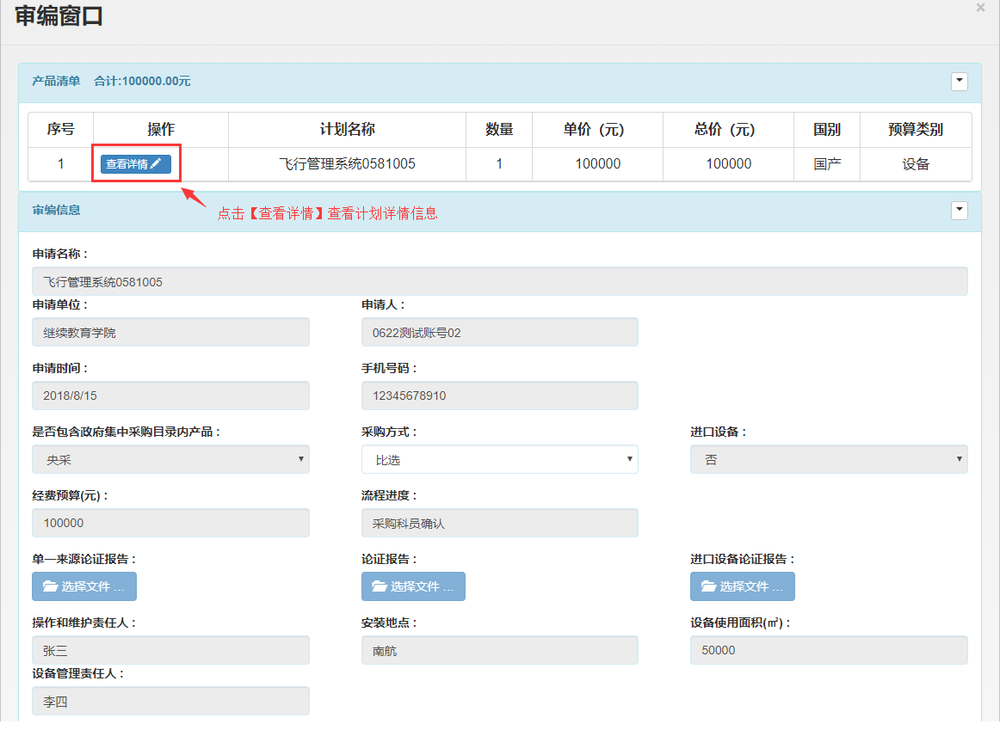 审编窗口
×
产品清单 合计:100000.00元
序号 操作 计划名称 数量 单价（元） 总价（元） 国别 预算类别
1 查看详情 飞行管理系统0581005 1 100000 100000 国产 设备
审编信息
点击【查看详情】查看计划详情信息
申请名称：
飞行管理系统0581005
申请单位： 申请人：
继续教育学院 0622测试账号02
申请时间： 手机号码：
2018/8/15 12345678910
是否包含政府集中采购目录内产品： 采购方式： 进口设备：
央采 比选 否
经费预算(元)： 流程进度：
100000 采购科员确认
单一来源论证报告： 论证报告： 进口设备论证报告：
选择文件 ... 选择文件 ... 选择文件 ...
操作和维护责任人： 安装地点： 设备使用面积(㎡)：
张三 南航 50000
设备管理责任人：
李四